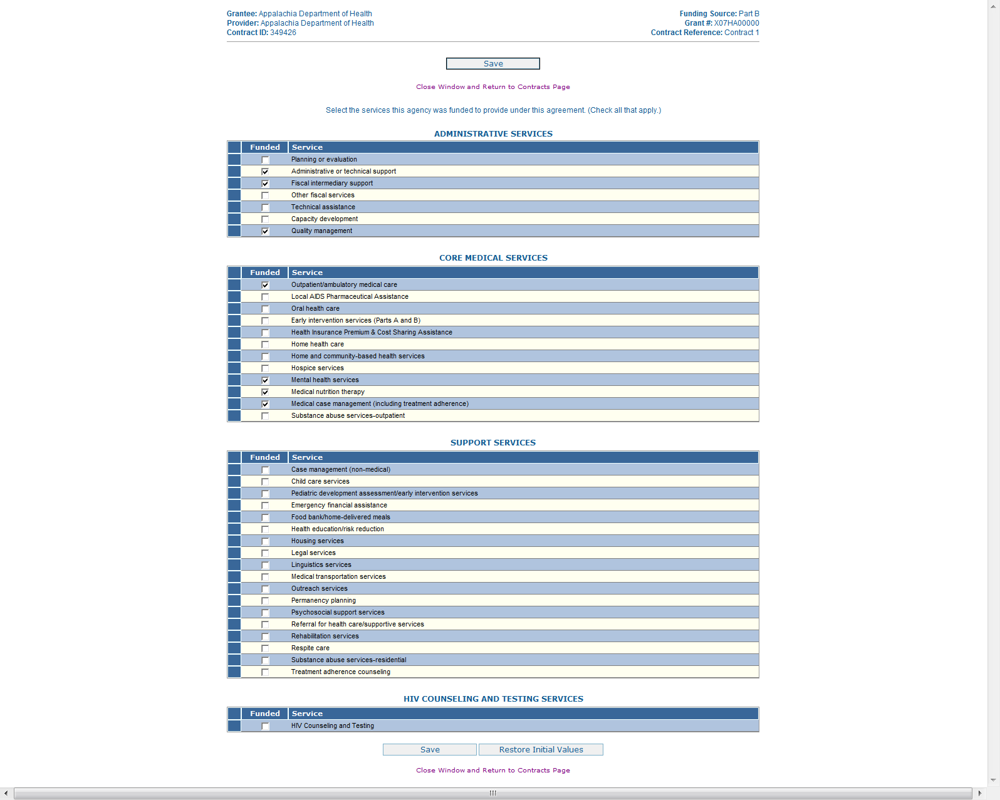 Grantee: Appalachia Department of Health
Provider: Appalachia Department of Health
Contract ID: 349426
Funding Source: Part B
Grant #: X07HA00000
Contract Reference: Contract 1
Save
Close Window and Return to Contracts Page
Select the services this agency was funded to provide under this agreement. (Check all that apply.)
ADMINISTRATIVE SERVICES
Funded Service
Planning or evaluation
Administrative or technical support
Fiscal intermediary support
Other fiscal services
Technical assistance
Capacity development
Quality management
CORE MEDICAL SERVICES
Funded Service
Outpatient/ambulatory medical care
Local AIDS Pharmaceutical Assistance
Oral health care
Early intervention services (Parts A and B)
Health Insurance Premium & Cost Sharing Assistance
Home health care
Home and community-based health services
Hospice services
Mental health services
Medical nutrition therapy
Medical case management (including treatment adherence)
Substance abuse services-outpatient
SUPPORT SERVICES
Funded Service
Case management (non-medical)
Child care services
Pediatric development assessment/early intervention services
Emergency financial assistance
Food bank/home-delivered meals
Health education/risk reduction
Housing services
Legal services
Linguistics services
Medical transportation services
Outreach services
Permanency planning
Psychosocial support services
Referral for health care/supportive services
Rehabilitation services
Respite care
Substance abuse services-residential
Treatment adherence counseling
HIV COUNSELING AND TESTING SERVICES
Funded Service
HIV Counseling and Testing
Save Restore Initial Values
Close Window and Return to Contracts Page